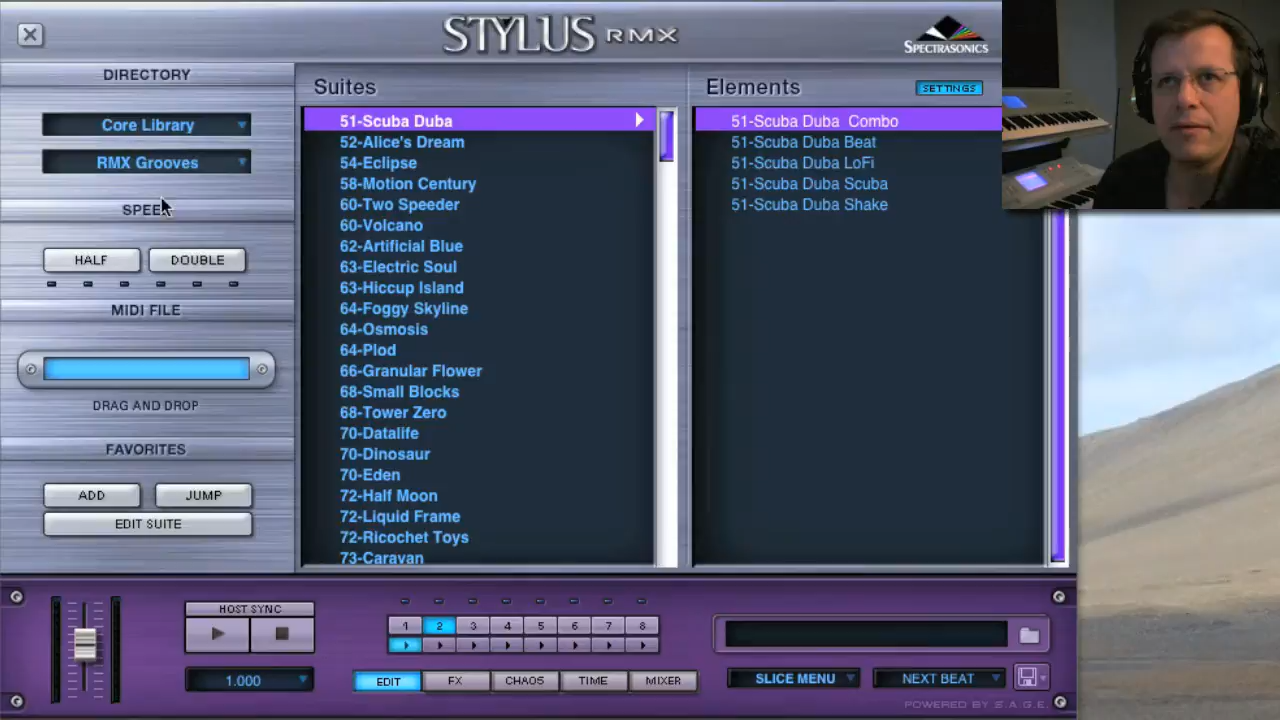 STYLUS RMX
SPECTRASONICS
DIRECTORY
Core Library
RMX Grooves
SPEE
HALF
DOUBLE
MIDI FILE
DRAG AND DROP
FAVORITES
ADD
JUMP
EDIT SUITE
Suites
51-Scuba Duba
52-Alice's Dream
54-Eclipse
58-Motion Century
60-Two Speeder
60-Volcano
62-Artificial Blue
63-Electric Soul
63-Hiccup Island
64-Foggy Skyline
64-Osmosis
64-Plod
66-Granular Flower
68-Small Blocks
68-Tower Zero
70-Datalife
70-Dinosaur
70-Eden
72-Half Moon
72-Liquid Frame
72-Ricochet Toys
73-Caravan
Elements
SETTINGS
51-Scuba Duba Combo
51-Scuba Duba Beat
51-Scuba Duba LoFi
51-Scuba Duba Scuba
51-Scuba Duba Shake
HOST SYNC
1.000
1 2 3 4 5 6 7 8
EDIT
FX
CHAOS
TIME
MIXER
SLICE MENU
NEXT BEAT
POWERED BY S.A.G.E.